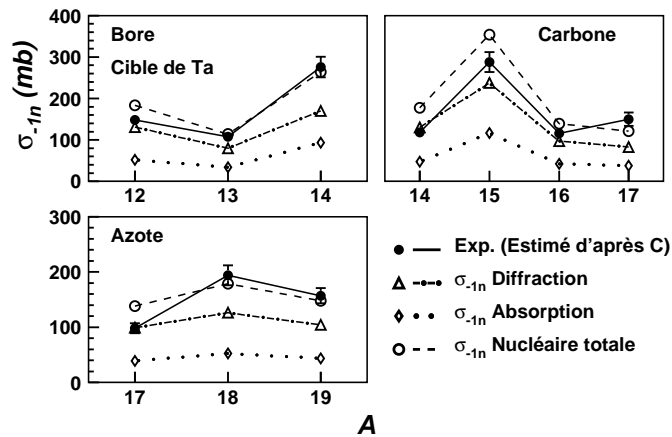 400
300
200
100
0
σ-1n (mb)
Bore
Cible de Ta
12 13 14
Carbone
14 15 16 17
300
200
100
0
Azote
17 18 19
Exp. (Estimé d'après C)
σ-1n Diffraction
σ-1n Absorption
σ-1n Nucléaire totale
A